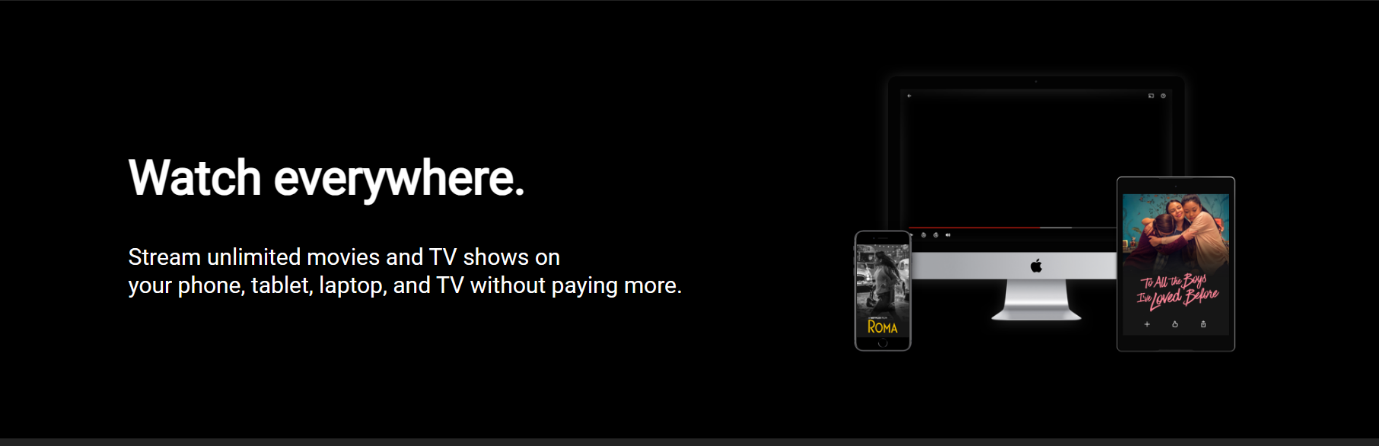 Watch everywhere.
Stream unlimited movies and TV shows on
your phone, tablet, laptop, and TV without paying more.
ROMA
To All the Boys
I've Loved Before